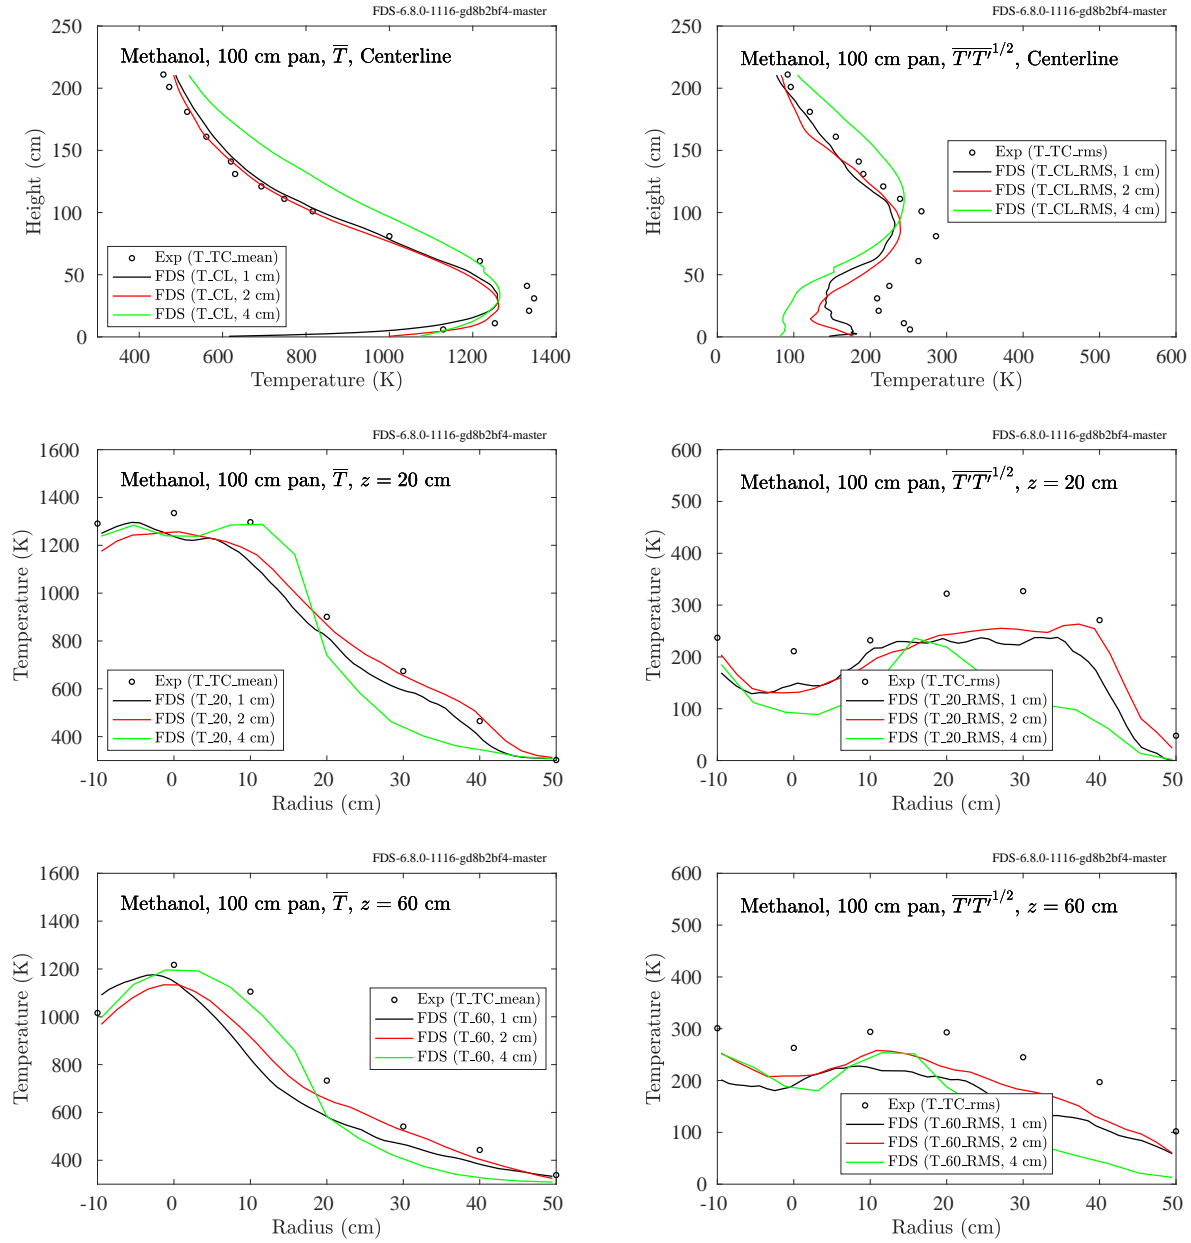 FDS-6.8.0-1116-gd8b2bf4-master
Methanol, 100 cm pan, T̅, Centerline
250
200
150
100
50
0
Height (cm)
Exp (T_TC_mean)
FDS (T_CL, 1 cm)
FDS (T_CL, 2 cm)
FDS (T_CL, 4 cm)
400 600 800 1000 1200 1400
Temperature (K)
FDS-6.8.0-1116-gd8b2bf4-master
Methanol, 100 cm pan, T′T′^1/2, Centerline
250
200
150
100
50
0
Height (cm)
Exp (T_TC_rms)
FDS (T_CL_RMS, 1 cm)
FDS (T_CL_RMS, 2 cm)
FDS (T_CL_RMS, 4 cm)
0 100 200 300 400 500 600
Temperature (K)
FDS-6.8.0-1116-gd8b2bf4-master
Methanol, 100 cm pan, T̅, z = 20 cm
1600
1400
1200
1000
800
600
400
Temperature (K)
Exp (T_TC_mean)
FDS (T_20, 1 cm)
FDS (T_20, 2 cm)
FDS (T_20, 4 cm)
-10 0 10 20 30 40 50
Radius (cm)
FDS-6.8.0-1116-gd8b2bf4-master
Methanol, 100 cm pan, T′T′^1/2, z = 20 cm
600
500
400
300
200
100
0
Temperature (K)
Exp (T_TC_rms)
FDS (T_20_RMS, 1 cm)
FDS (T_20_RMS, 2 cm)
FDS (T_20_RMS, 4 cm)
-10 0 10 20 30 40 50
Radius (cm)
FDS-6.8.0-1116-gd8b2bf4-master
Methanol, 100 cm pan, T̅, z = 60 cm
1600
1400
1200
1000
800
600
400
Temperature (K)
Exp (T_TC_mean)
FDS (T_60, 1 cm)
FDS (T_60, 2 cm)
FDS (T_60, 4 cm)
-10 0 10 20 30 40 50
Radius (cm)
FDS-6.8.0-1116-gd8b2bf4-master
Methanol, 100 cm pan, T′T′^1/2, z = 60 cm
600
500
400
300
200
100
0
Temperature (K)
Exp (T_TC_rms)
FDS (T_60_RMS, 1 cm)
FDS (T_60_RMS, 2 cm)
FDS (T_60_RMS, 4 cm)
-10 0 10 20 30 40 50
Radius (cm)